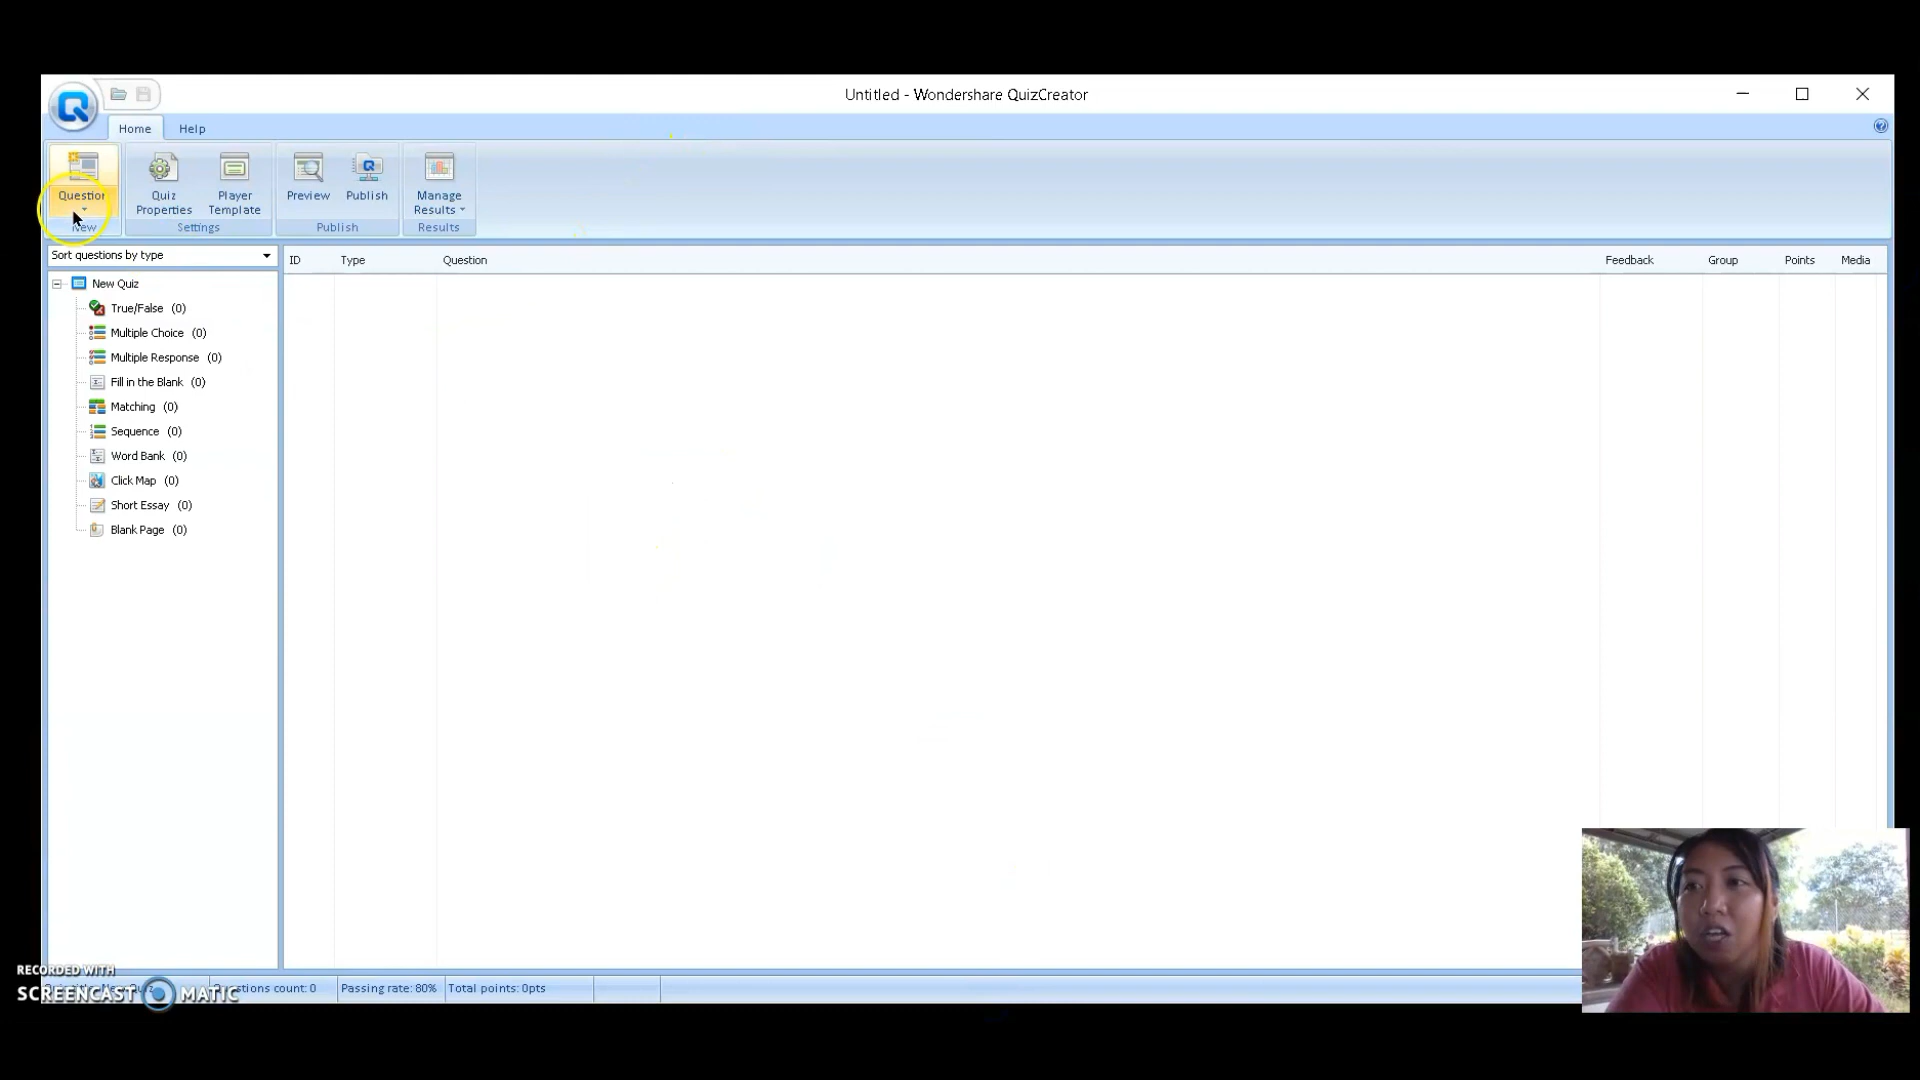 Untitled - Wondershare QuizCreator
Home Help
Question
Quiz Properties
Player Template
Preview
Publish
Manage Results
New
Settings
Publish
Results
Sort questions by type
ID Type Question Feedback Group Points Media
New Quiz
True/False (0)
Multiple Choice (0)
Multiple Response (0)
Fill in the Blank (0)
Matching (0)
Sequence (0)
Word Bank (0)
Click Map (0)
Short Essay (0)
Blank Page (0)
RECORDED WITH
SCREENCAST MATIC
count: 0 Passing rate: 80% Total points: 0pts